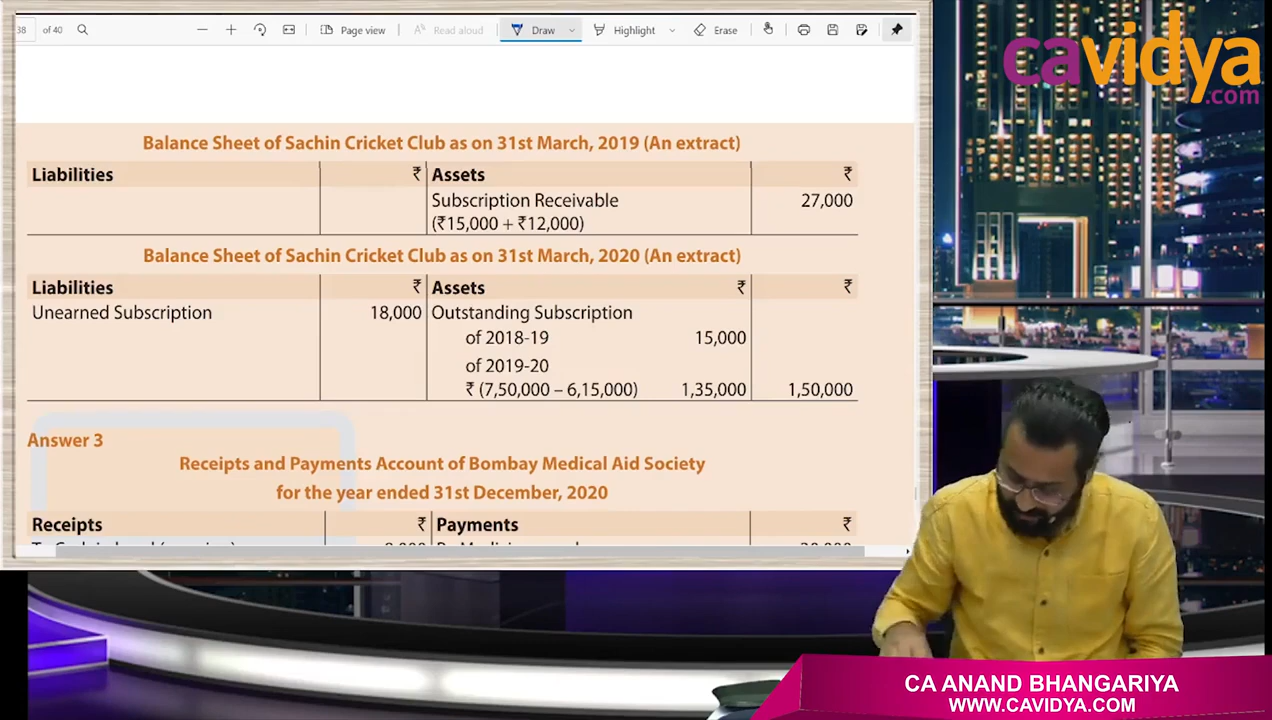 38 of 40 Page view Read aloud Draw Highlight Erase
cavidya
.com
Balance Sheet of Sachin Cricket Club as on 31st March, 2019 (An extract)
Liabilities ₹ Assets ₹
Subscription Receivable 27,000
(₹15,000 + ₹12,000)
Balance Sheet of Sachin Cricket Club as on 31st March, 2020 (An extract)
Liabilities ₹ Assets ₹ ₹
Unearned Subscription 18,000 Outstanding Subscription
of 2018-19 15,000
of 2019-20
₹ (7,50,000 – 6,15,000) 1,35,000 1,50,000
Answer 3
Receipts and Payments Account of Bombay Medical Aid Society
for the year ended 31st December, 2020
Receipts ₹ Payments ₹
CA ANAND BHANGARIYA
WWW.CAVIDYA.COM